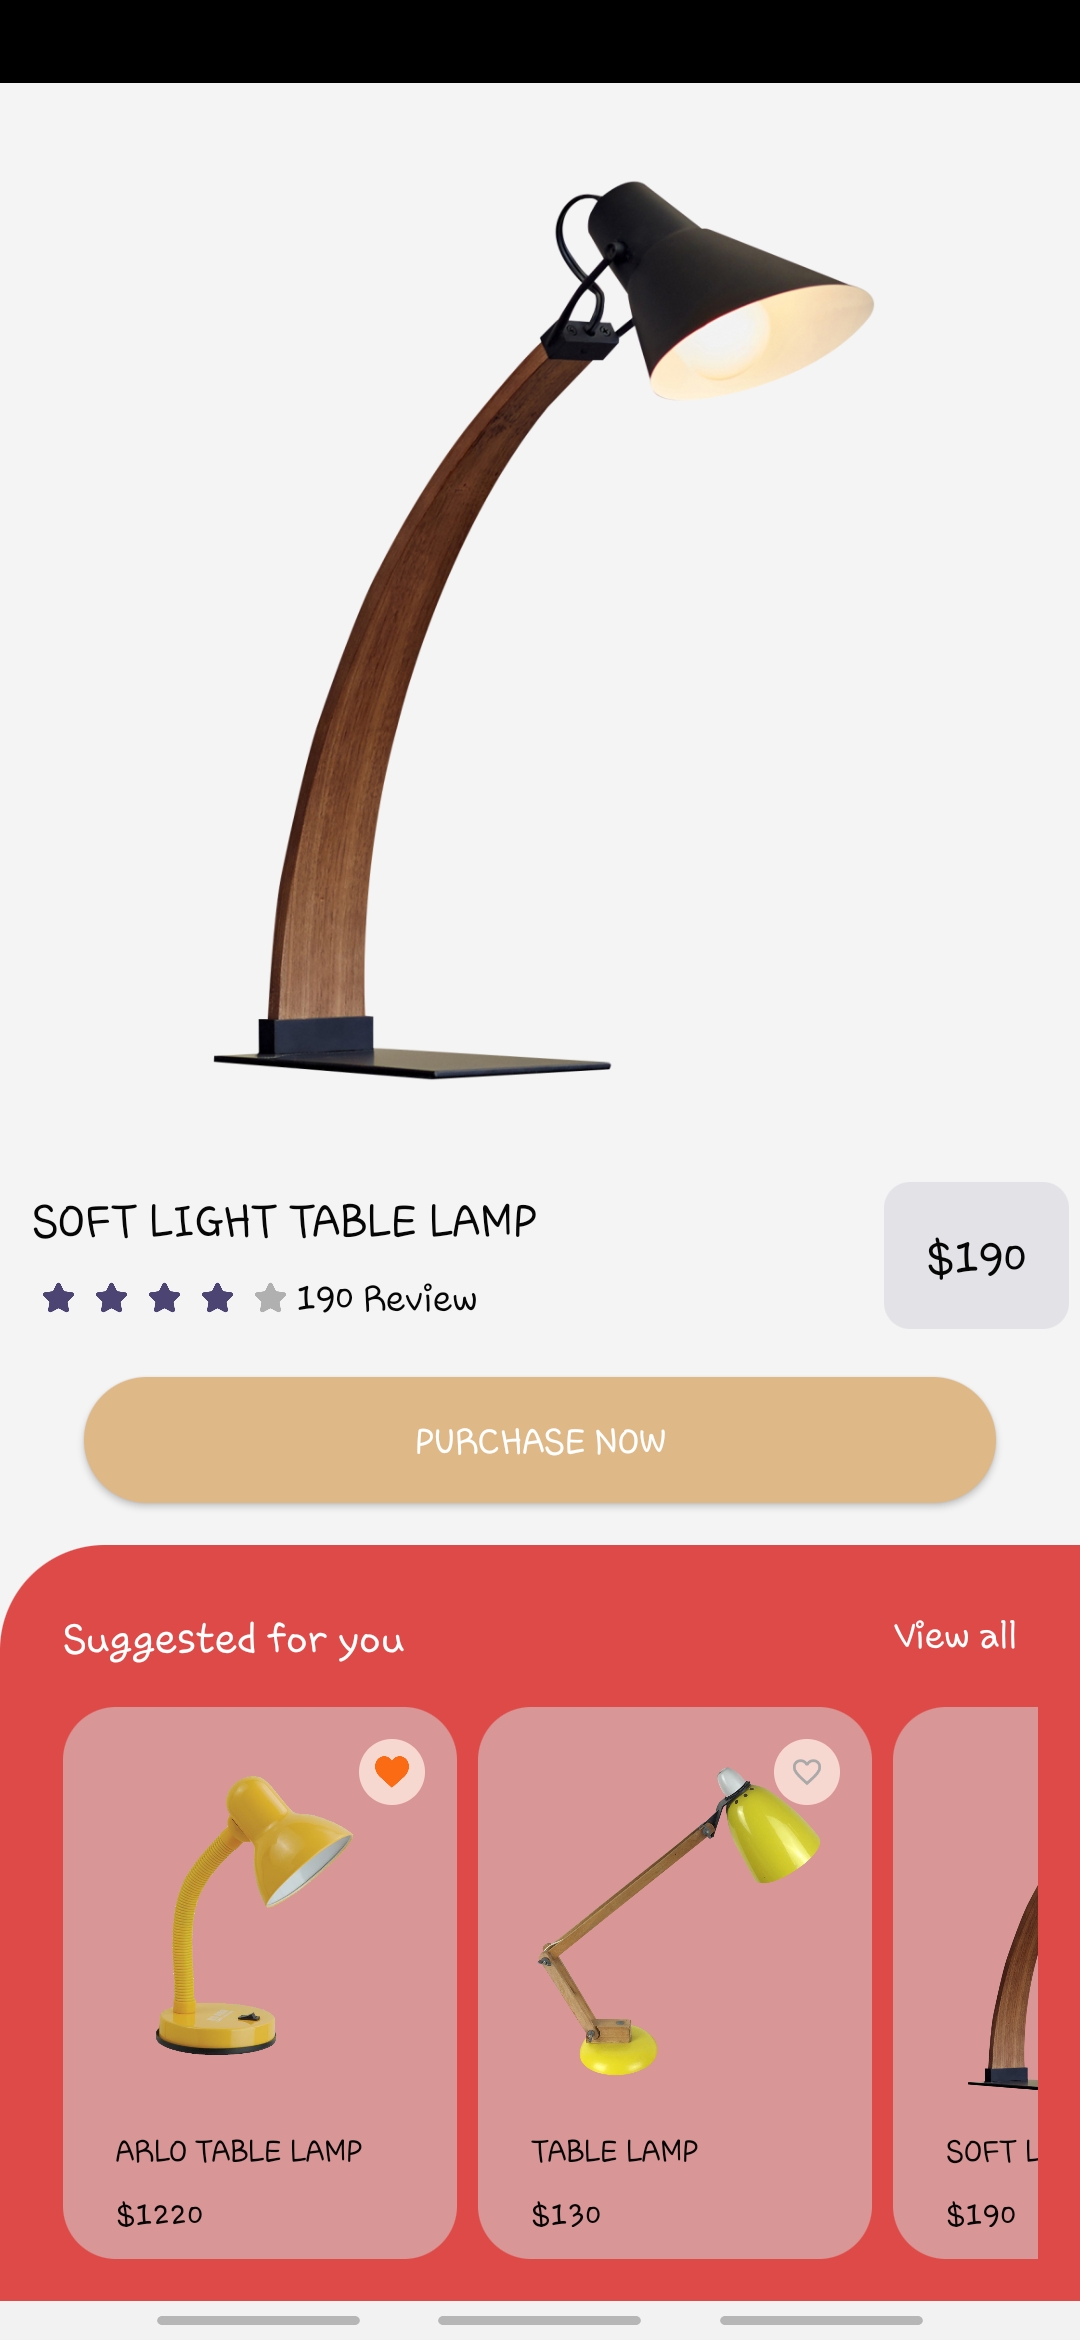 SOFT LIGHT TABLE LAMP
$190
190 Review
PURCHASE NOW
Suggested for you
View all
ARLO TABLE LAMP
$1220
TABLE LAMP
$130
SOFT L
$190